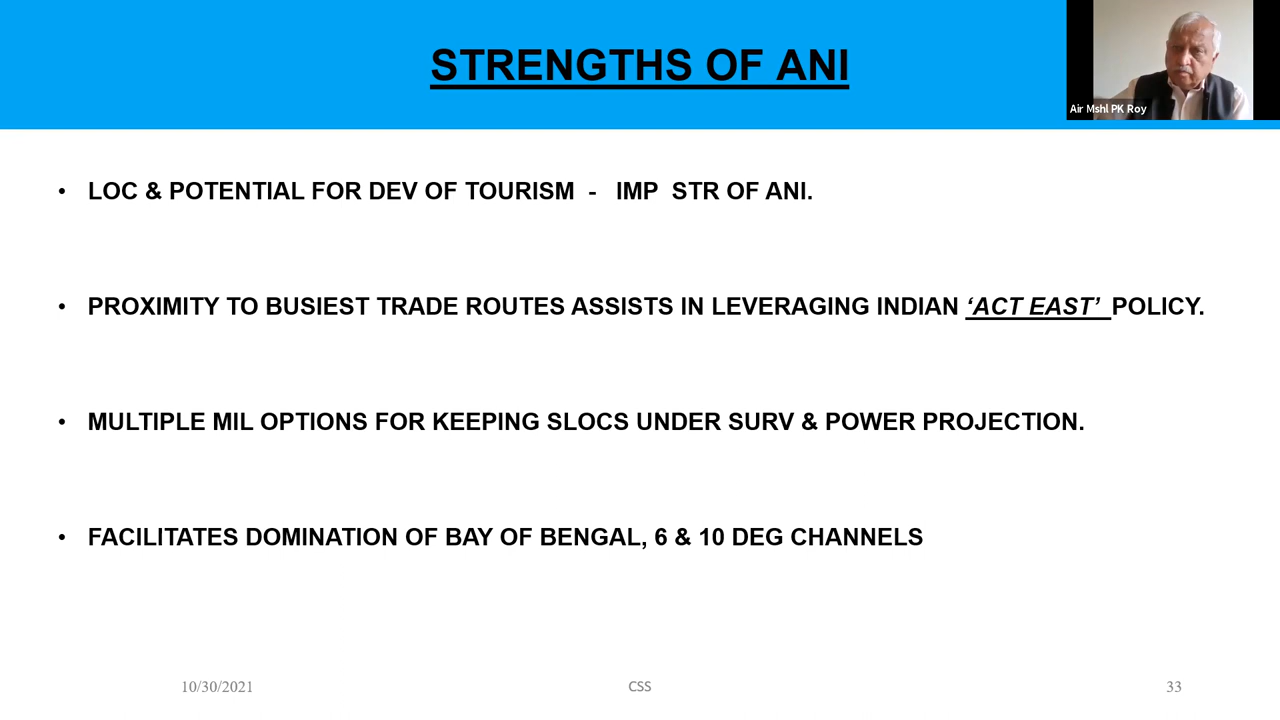 STRENGTHS OF ANI
Air Mshl PK Roy
• LOC & POTENTIAL FOR DEV OF TOURISM - IMP STR OF ANI.
• PROXIMITY TO BUSIEST TRADE ROUTES ASSISTS IN LEVERAGING INDIAN ‘ACT EAST’ POLICY.
• MULTIPLE MIL OPTIONS FOR KEEPING SLOCS UNDER SURV & POWER PROJECTION.
• FACILITATES DOMINATION OF BAY OF BENGAL, 6 & 10 DEG CHANNELS
10/30/2021 CSS 33